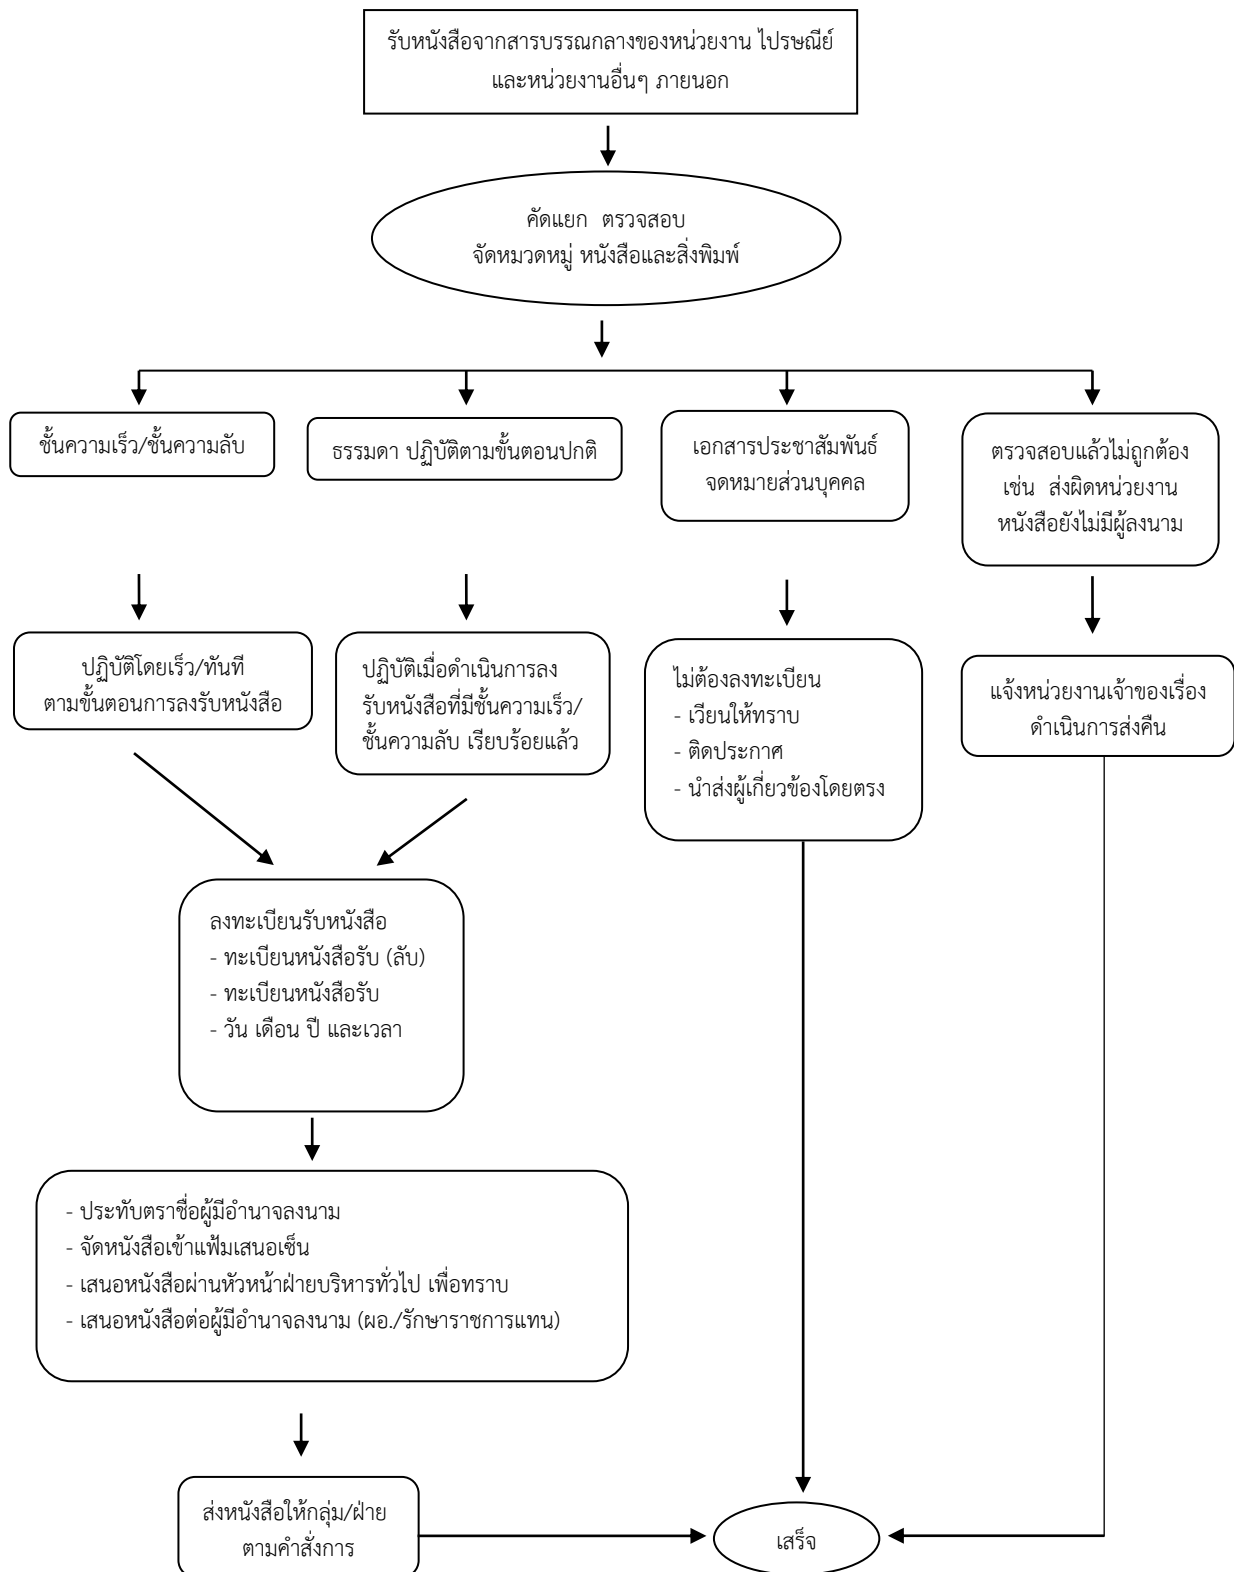 รับหนังสือจากสารบรรณกลางของหน่วยงาน ไปรษณีย์
และหน่วยงานอื่นๆ ภายนอก
คัดแยก ตรวจสอบ
จัดหมวดหมู่ หนังสือและสิ่งพิมพ์
ชั้นความเร็ว/ชั้นความลับ
ธรรมดา ปฏิบัติตามขั้นตอนปกติ
เอกสารประชาสัมพันธ์
จดหมายส่วนบุคคล
ตรวจสอบแล้วไม่ถูกต้อง
เช่น ส่งผิดหน่วยงาน
หนังสือยังไม่มีผู้ลงนาม
ปฏิบัติโดยเร็ว/ทันที
ตามขั้นตอนการลงรับหนังสือ
ปฏิบัติเมื่อดำเนินการลง
รับหนังสือที่มีชั้นความเร็ว/
ชั้นความลับ เรียบร้อยแล้ว
ไม่ต้องลงทะเบียน
- เวียนให้ทราบ
- ติดประกาศ
- นำส่งผู้เกี่ยวข้องโดยตรง
แจ้งหน่วยงานเจ้าของเรื่อง
ดำเนินการส่งคืน
ลงทะเบียนรับหนังสือ
- ทะเบียนหนังสือรับ (ลับ)
- ทะเบียนหนังสือรับ
- วัน เดือน ปี และเวลา
- ประทับตราชื่อผู้มีอำนาจลงนาม
- จัดหนังสือเข้าแฟ้มเสนอเซ็น
- เสนอหนังสือผ่านหัวหน้าฝ่ายบริหารทั่วไป เพื่อทราบ
- เสนอหนังสือต่อผู้มีอำนาจลงนาม (ผอ./รักษาราชการแทน)
ส่งหนังสือให้กลุ่ม/ฝ่าย
ตามคำสั่งการ
เสร็จ